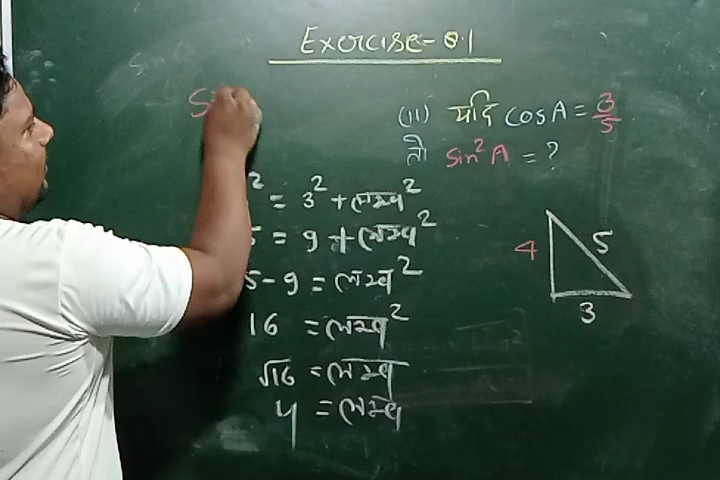 Exercise-8.1
(ii) यदि cosA = 3/5
तो sin² A = ?
² = 3² + लम्ब²
5 = 9 + लम्ब²
5 - 9 = लम्ब²
16 = लम्ब²
√16 = लम्ब
4 = लम्ब
4
5
3
S